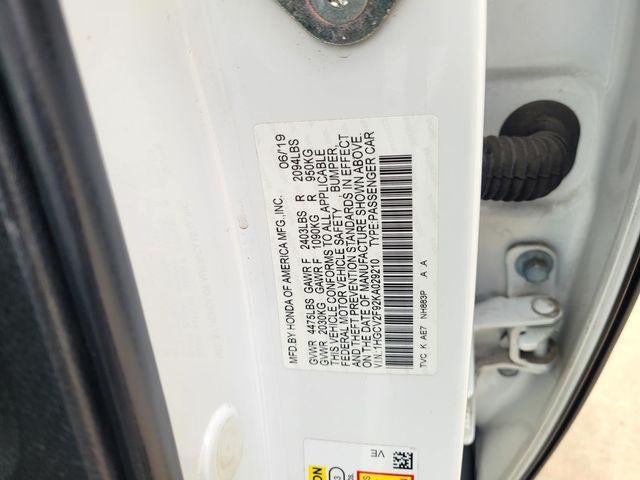 MFD BY HONDA OF AMERICA MFG.,INC. 06/19
GVWR 4475LBS GAWR F 2403LBS R 2094LBS
GVWR 2030KG GAWR F 1090KG R 950KG
THIS VEHICLE CONFORMS TO ALL APPLICABLE
FEDERAL MOTOR VEHICLE SAFETY BUMPER,
AND THEFT PREVENTION STANDARDS IN EFFECT
ON THE DATE OF MANUFACTURE SHOWN ABOVE.
V.I.N.:1HGCV2F92KA029210 TYPE:PASSENGER CAR
TVC K AE7 NH883P A A
VE